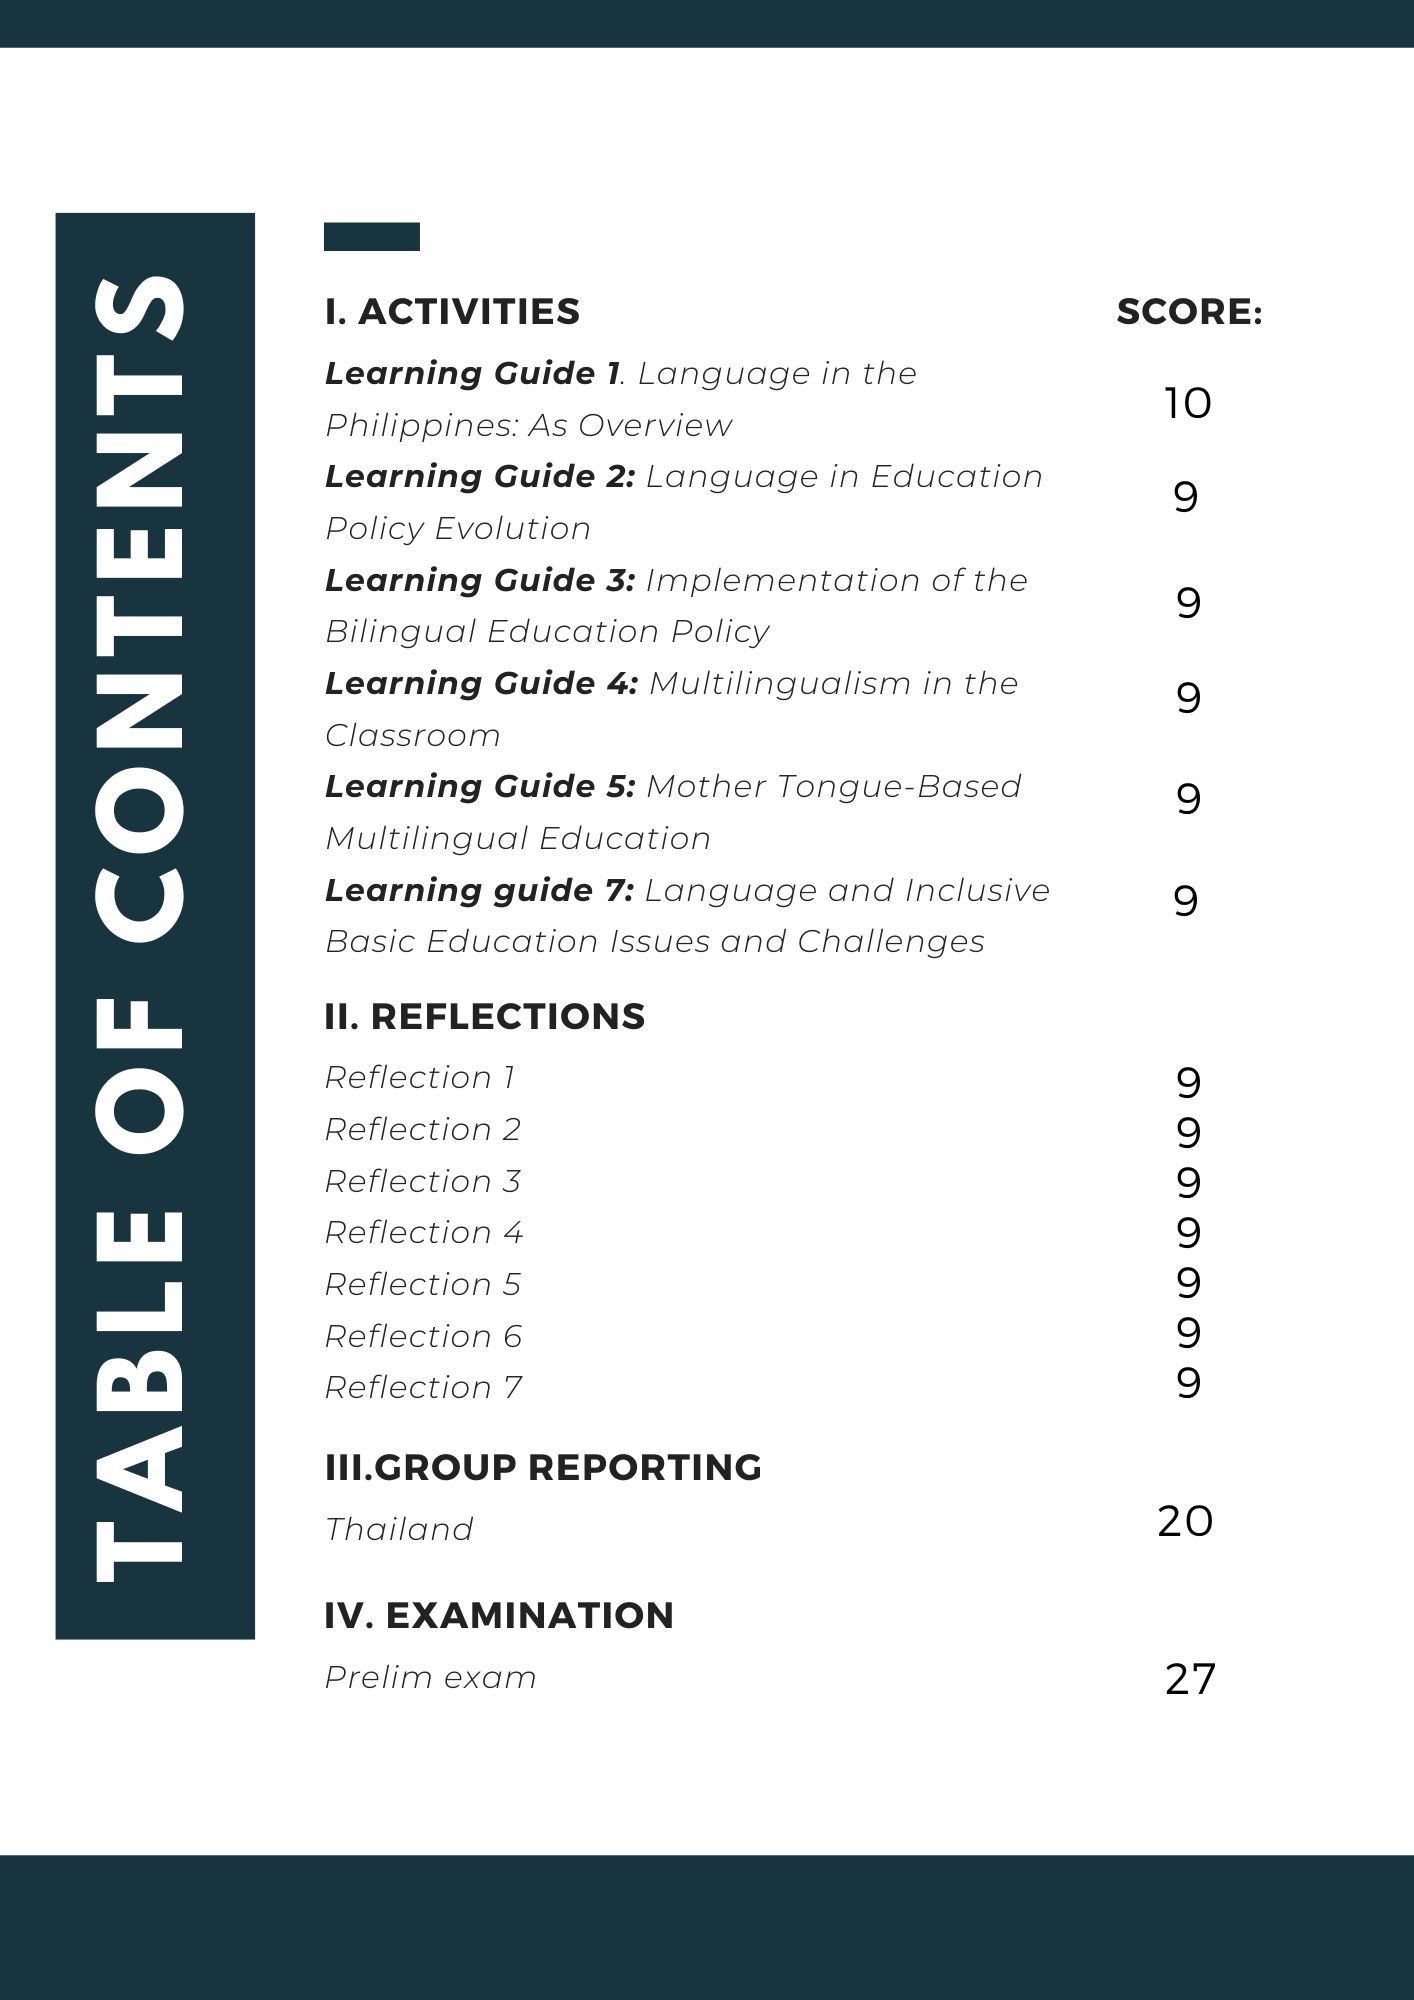 TABLE OF CONTENTS
I. ACTIVITIES SCORE:
Learning Guide 1. Language in the
Philippines: As Overview
10
Learning Guide 2: Language in Education
Policy Evolution
9
Learning Guide 3: Implementation of the
Bilingual Education Policy
9
Learning Guide 4: Multilingualism in the
Classroom
9
Learning Guide 5: Mother Tongue-Based
Multilingual Education
9
Learning guide 7: Language and Inclusive
Basic Education Issues and Challenges
9
II. REFLECTIONS
Reflection 1 9
Reflection 2 9
Reflection 3 9
Reflection 4 9
Reflection 5 9
Reflection 6 9
Reflection 7 9
III.GROUP REPORTING
Thailand 20
IV. EXAMINATION
Prelim exam 27